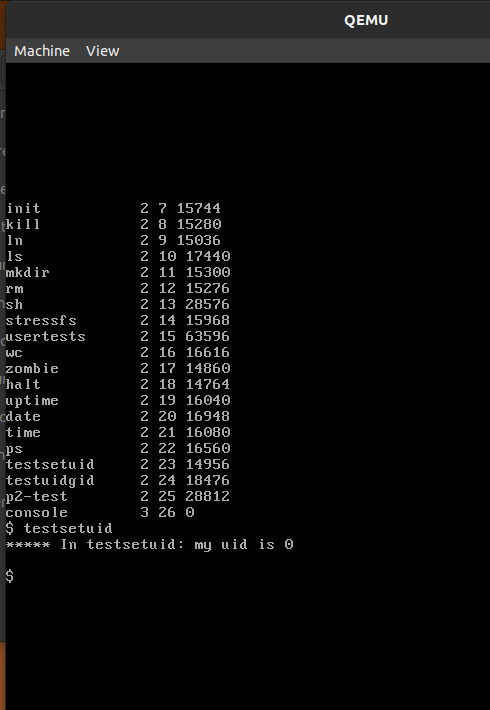 QEMU
Machine View
init 2 7 15744
kill 2 8 15280
ln 2 9 15036
ls 2 10 17440
mkdir 2 11 15300
rm 2 12 15276
sh 2 13 28576
stressfs 2 14 15968
usertests 2 15 63596
wc 2 16 16616
zombie 2 17 14860
halt 2 18 14764
uptime 2 19 16040
date 2 20 16948
time 2 21 16080
ps 2 22 16560
testsetuid 2 23 14956
testuidgid 2 24 18476
p2-test 2 25 28812
console 3 26 0
$ testsetuid
***** In testsetuid: my uid is 0
$